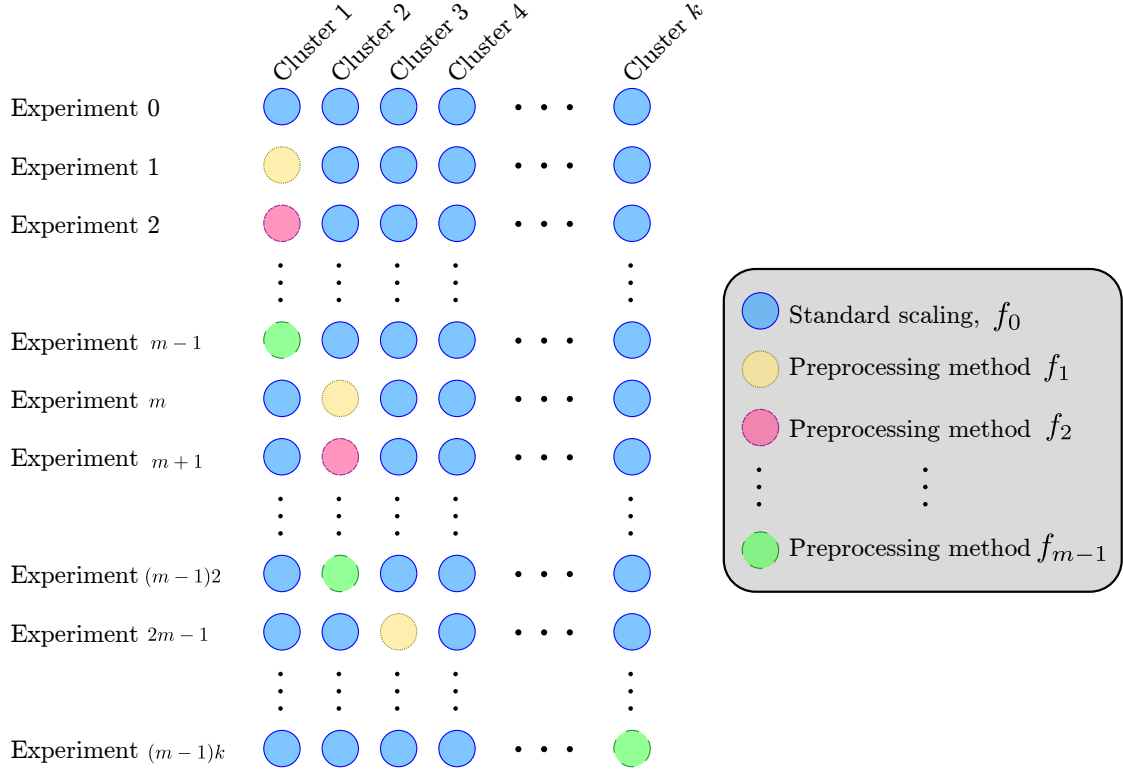 Cluster 1
Cluster 2
Cluster 3
Cluster 4
Cluster k
Experiment 0
Experiment 1
Experiment 2
Experiment m − 1
Experiment m
Experiment m + 1
Experiment (m − 1)2
Experiment 2m − 1
Experiment (m − 1)k
Standard scaling, f₀
Preprocessing method f₁
Preprocessing method f₂
Preprocessing method fₘ₋₁